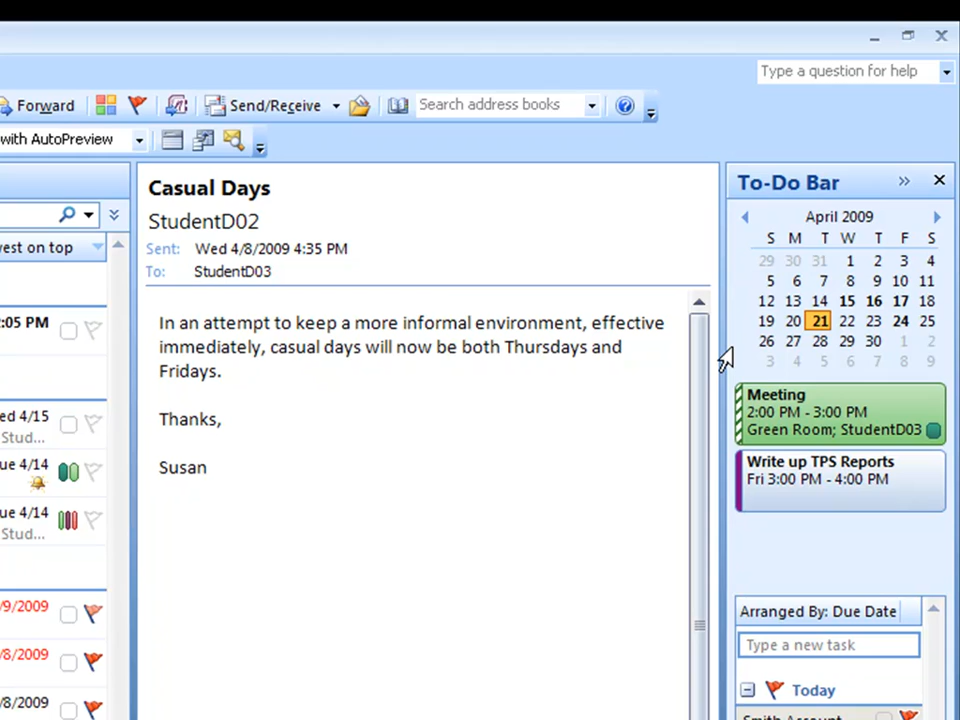 Type a question for help
Forward
Send/Receive
Search address books
with AutoPreview
west on top
2:05 PM
ed 4/15
Stud...
ue 4/14
ue 4/14
Stud...
/9/2009
/8/2009
/8/2009
Casual Days
StudentD02
Sent: Wed 4/8/2009 4:35 PM
To: StudentD03
In an attempt to keep a more informal environment, effective
immediately, casual days will now be both Thursdays and
Fridays.
Thanks,
Susan
To-Do Bar
April 2009
S M T W T F S
29 30 31 1 2 3 4
5 6 7 8 9 10 11
12 13 14 15 16 17 18
19 20 21 22 23 24 25
26 27 28 29 30 1 2
3 4 5 6 7 8 9
Meeting
2:00 PM - 3:00 PM
Green Room; StudentD03
Write up TPS Reports
Fri 3:00 PM - 4:00 PM
Arranged By: Due Date
Type a new task
Today
Smith Account